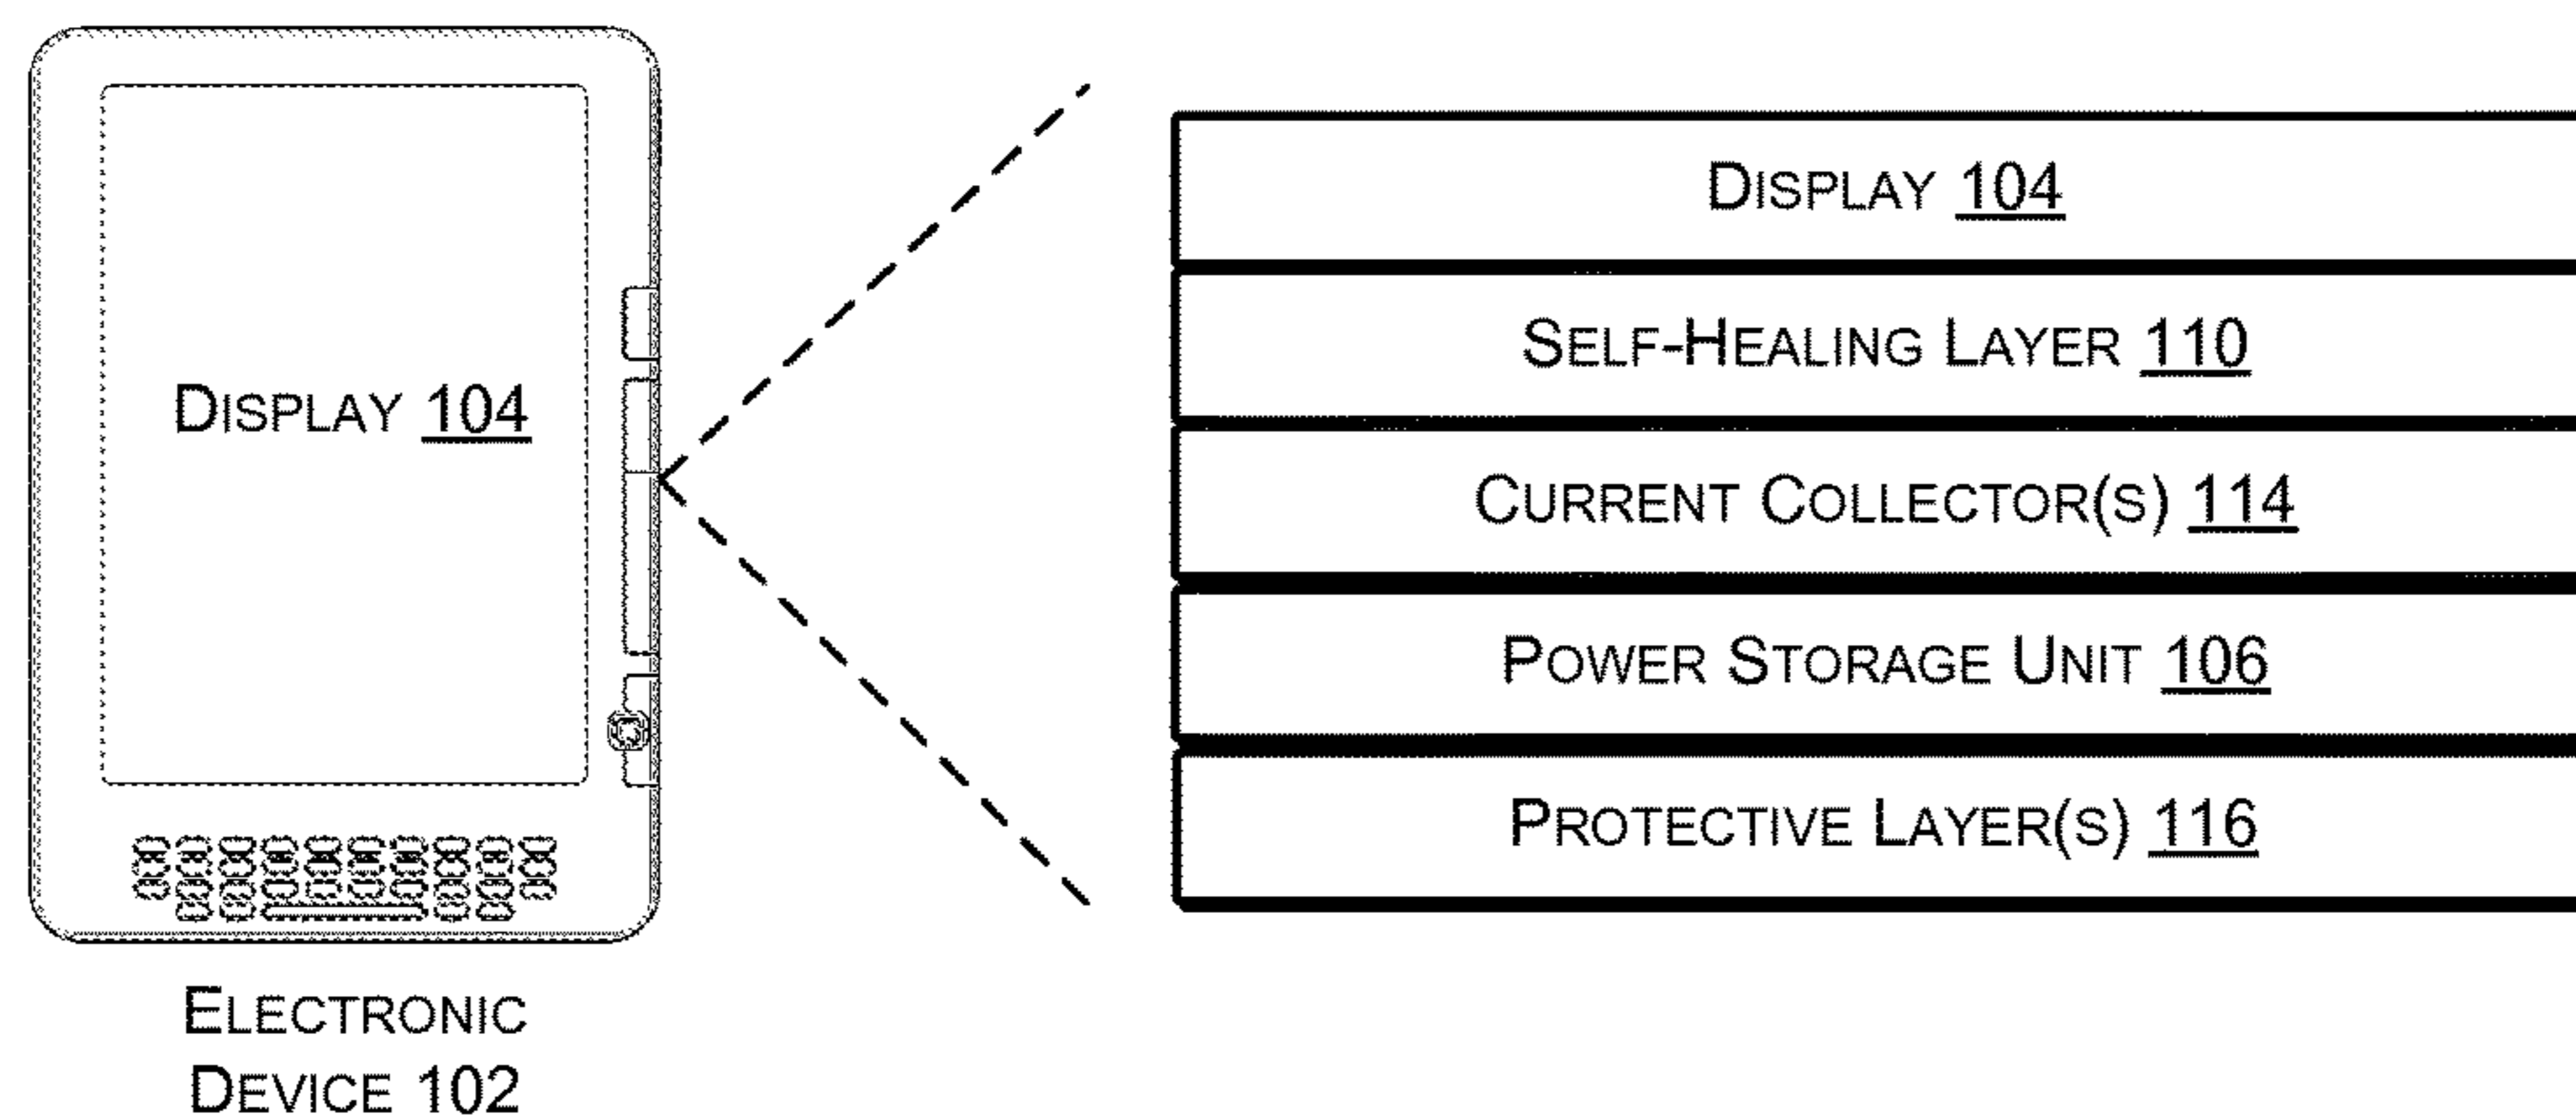 DISPLAY 104
ELECTRONIC
DEVICE 102
DISPLAY 104
SELF-HEALING LAYER 110
CURRENT COLLECTOR(S) 114
POWER STORAGE UNIT 106
PROTECTIVE LAYER(S) 116